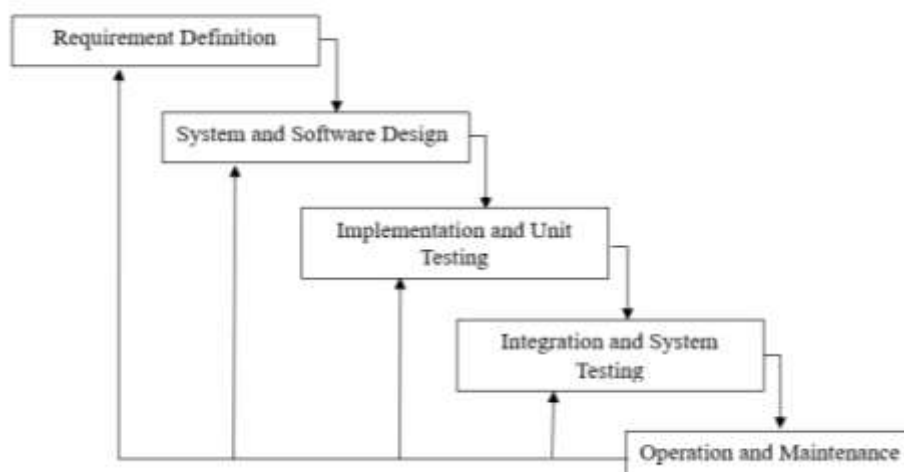 Requirement Definition
System and Software Design
Implementation and Unit
Testing
Integration and System
Testing
Operation and Maintenance